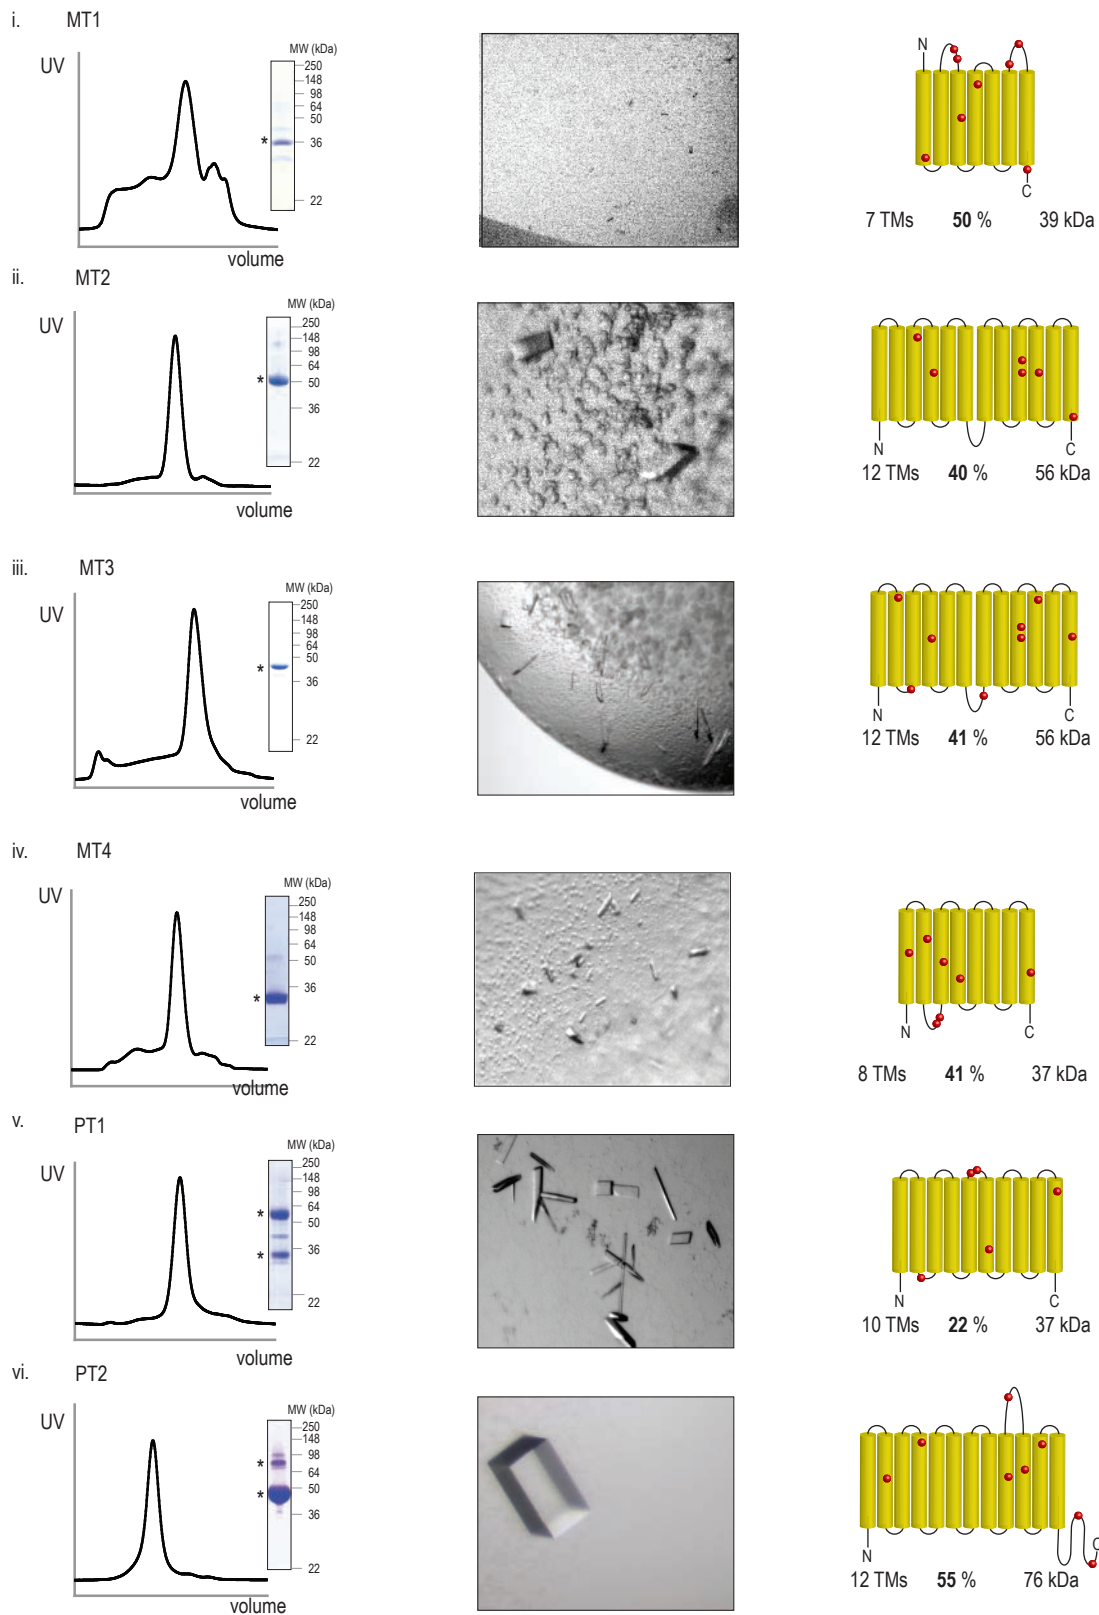 i. MT1
UV
MW (kDa)
250
148
98
64
50
*
36
22
volume
N
C
7 TMs 50 % 39 kDa
ii. MT2
UV
MW (kDa)
250
148
98
64
*
50
36
22
volume
N
C
12 TMs 40 % 56 kDa
iii. MT3
UV
MW (kDa)
250
148
98
64
50
*
36
22
volume
N
C
12 TMs 41 % 56 kDa
iv. MT4
UV
MW (kDa)
250
148
98
64
50
36
*
22
volume
N
C
8 TMs 41 % 37 kDa
v. PT1
UV
MW (kDa)
250
148
98
64
*
50
36
*
22
volume
N
C
10 TMs 22 % 37 kDa
vi. PT2
UV
MW (kDa)
250
148
98
*
64
50
*
36
22
volume
N
C
12 TMs 55 % 76 kDa